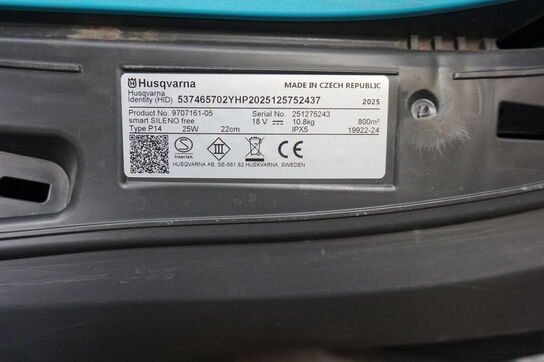 Husqvarna MADE IN CZECH REPUBLIC
Husqvarna
Identity (HID) 537465702YHP2025125752437 2025
Product No. 9707161-05 Serial No. 251275243
smart SILENO free 18 V 10.8kg 800m²
Type P14 25W 22cm IPX5 19922-24
S
Intertek
III
HUSQVARNA AB, SE-561 82 HUSKVARNA, SWEDEN